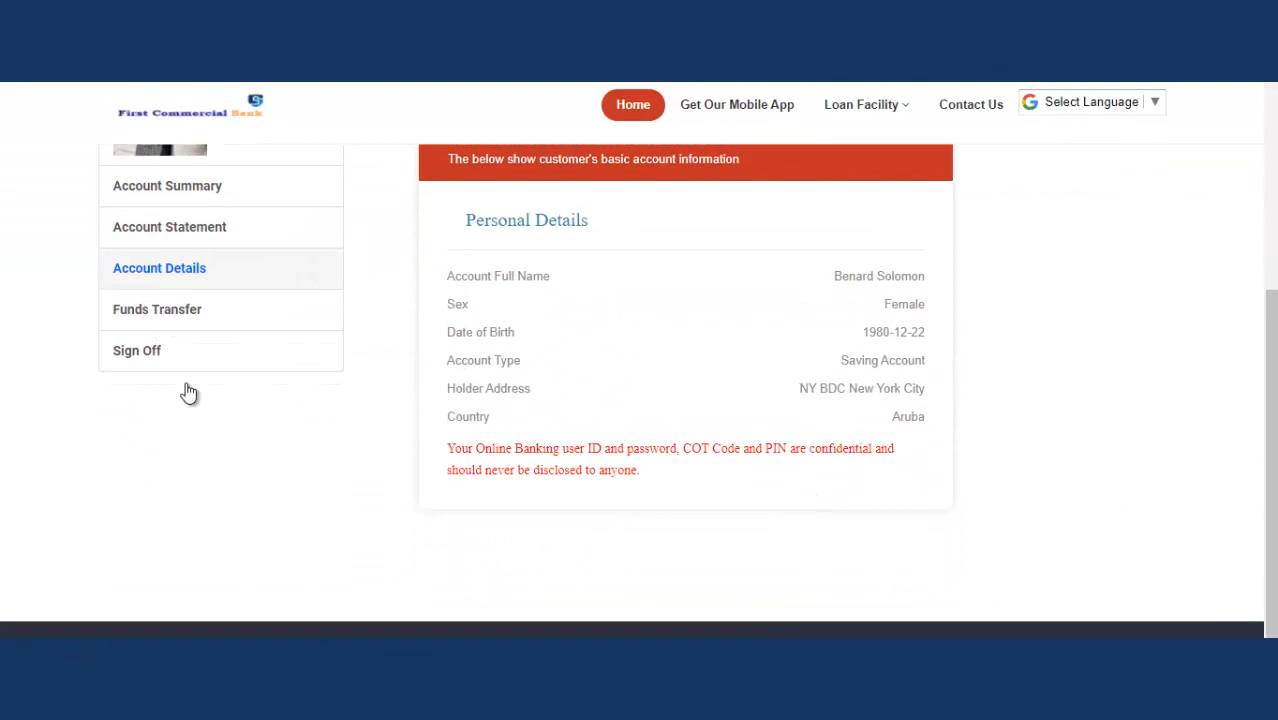 First Commercial Bank
Home
Get Our Mobile App
Loan Facility
Contact Us
Select Language
Account Summary
Account Statement
Account Details
Funds Transfer
Sign Off
The below show customer's basic account information
Personal Details
Account Full Name Benard Solomon
Sex Female
Date of Birth 1980-12-22
Account Type Saving Account
Holder Address NY BDC New York City
Country Aruba
Your Online Banking user ID and password, COT Code and PIN are confidential and
should never be disclosed to anyone.